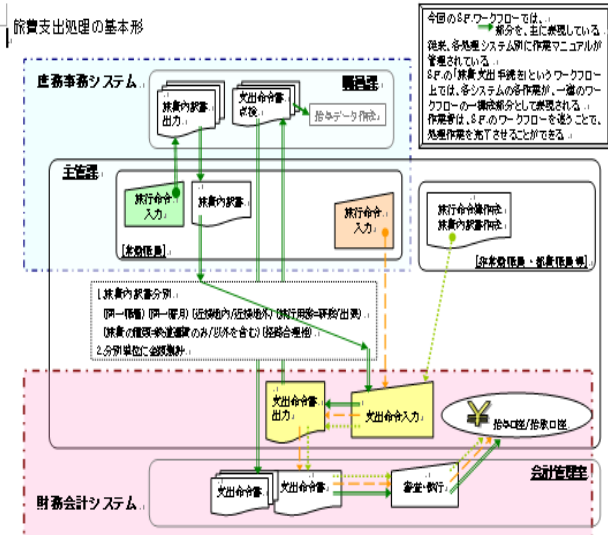 旅費支出処理の基本形
今回のS.F.ワークフローでは、
部分を、主に表現している。
従来、各処理システム別に作業マニュアルが
管理されている。
S.F.の「旅費支出手続き」というワークフロー
上では、各システムの各作業が、一連のワー
クフローの一構成部分として表現される。
作業者は、S.F.のワークフローを追うことで、
処理作業を完了させることができる。
庶務事務システム
職員課
旅費内訳書
出力
支出命令書
点検
給与データ作成
主管課
旅行命令
入力
旅費内訳書
[常勤職員]
旅行命令
入力
旅行命令簿作成
旅費内訳書作成
1.旅費内訳書分別
2.分別単位に金額集計
支出命令書
出力
支出命令入力
¥
給与口座/給散口座
会計管理室
財務会計システム
支出命令書
支出命令書
審査・執行